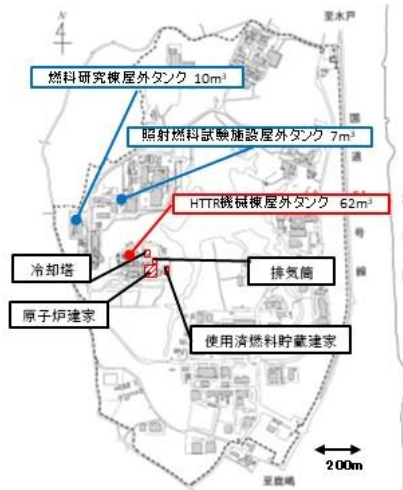 至水戸
N
燃料研究棟屋外タンク 10m³
照射燃料試験施設屋外タンク 7m³
国道
号線
HTTR機械棟屋外タンク 62m³
冷却塔
排気筒
原子炉建家
使用済燃料貯蔵建家
200m
至鹿嶋